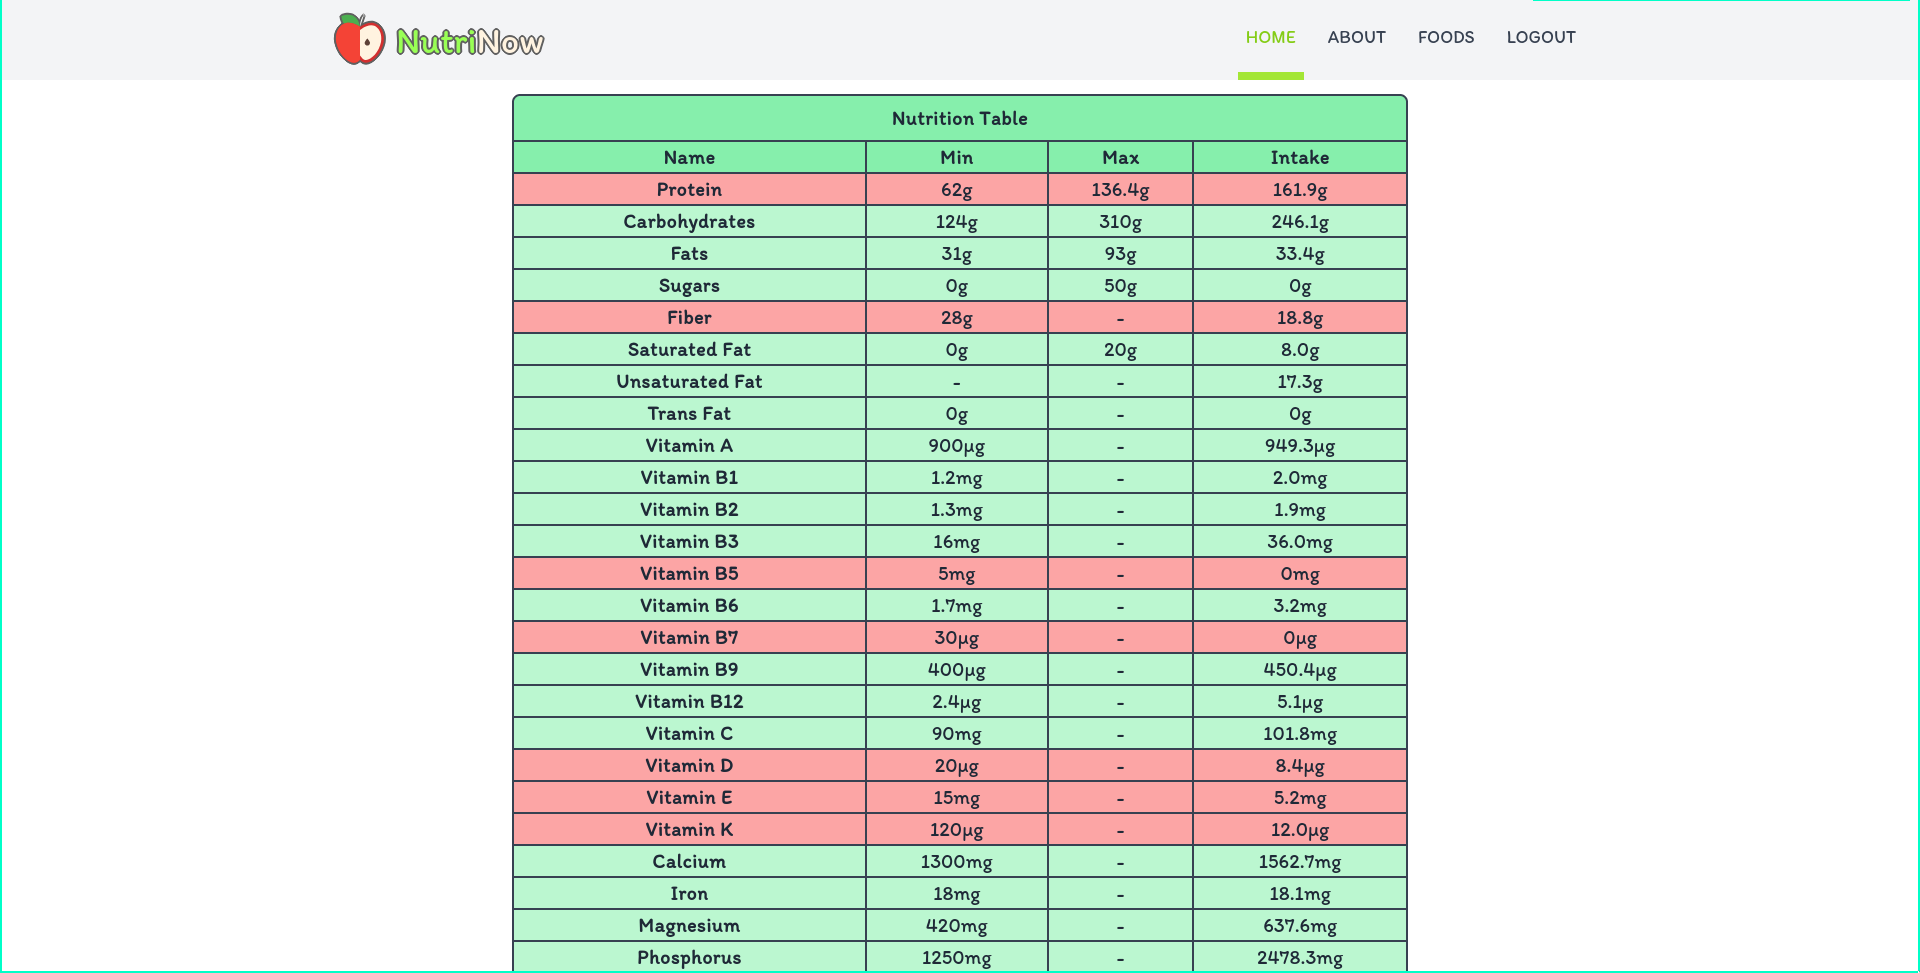 NutriNow HOME ABOUT FOODS LOGOUT
Nutrition Table
Name Min Max Intake
Protein 62g 136.4g 161.9g
Carbohydrates 124g 310g 246.1g
Fats 31g 93g 33.4g
Sugars 0g 50g 0g
Fiber 28g - 18.8g
Saturated Fat 0g 20g 8.0g
Unsaturated Fat - - 17.3g
Trans Fat 0g - 0g
Vitamin A 900µg - 949.3µg
Vitamin B1 1.2mg - 2.0mg
Vitamin B2 1.3mg - 1.9mg
Vitamin B3 16mg - 36.0mg
Vitamin B5 5mg - 0mg
Vitamin B6 1.7mg - 3.2mg
Vitamin B7 30µg - 0µg
Vitamin B9 400µg - 450.4µg
Vitamin B12 2.4µg - 5.1µg
Vitamin C 90mg - 101.8mg
Vitamin D 20µg - 8.4µg
Vitamin E 15mg - 5.2mg
Vitamin K 120µg - 12.0µg
Calcium 1300mg - 1562.7mg
Iron 18mg - 18.1mg
Magnesium 420mg - 637.6mg
Phosphorus 1250mg - 2478.3mg